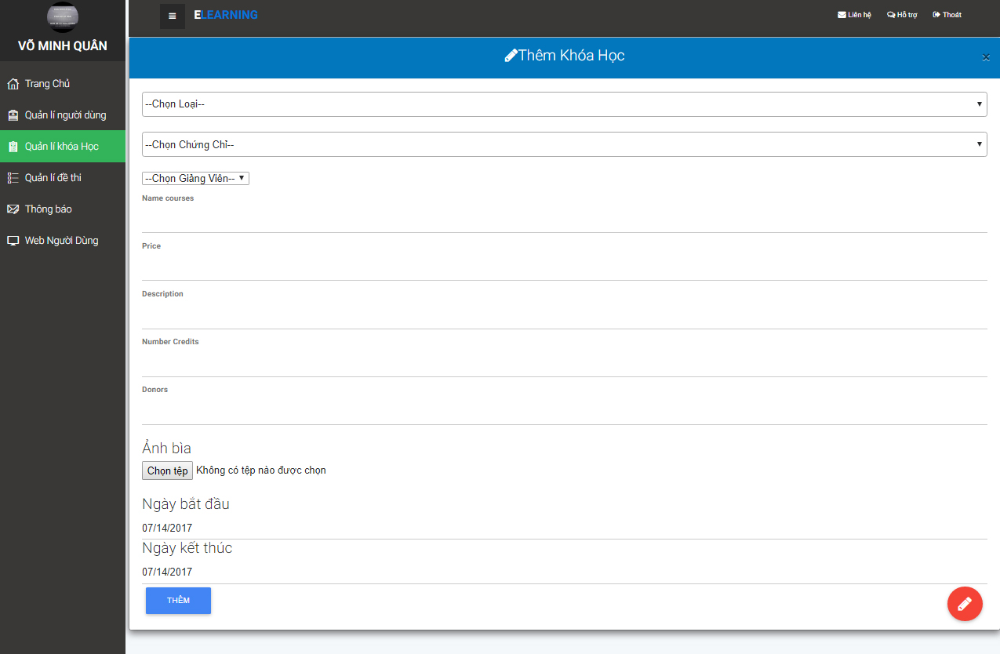 VÕ MINH QUÂN
Trang Chủ
Quản lí người dùng
Quản lí khóa Học
Quản lí đề thi
Thông báo
Web Người Dùng
ELEARNING
Liên hệ
Hỗ trợ
Thoát
Thêm Khóa Học
×
--Chọn Loại--
--Chọn Chứng Chỉ--
--Chọn Giảng Viên--
Name courses
Price
Description
Number Credits
Donors
Ảnh bìa
Chọn tệp Không có tệp nào được chọn
Ngày bắt đầu
07/14/2017
Ngày kết thúc
07/14/2017
THÊM